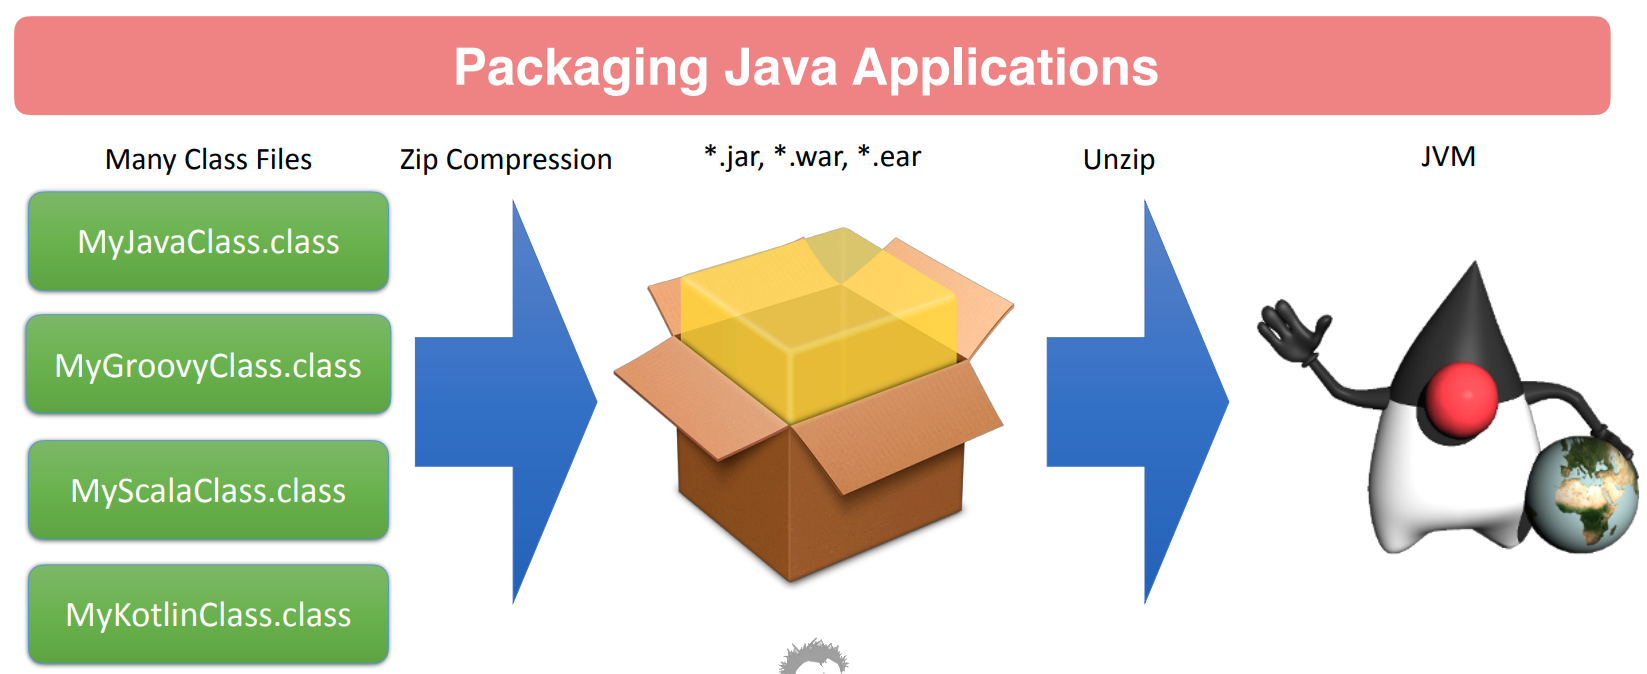 Packaging Java Applications
Many Class Files
Zip Compression
*.jar, *.war, *.ear
Unzip
JVM
MyJavaClass.class
MyGroovyClass.class
MyScalaClass.class
MyKotlinClass.class